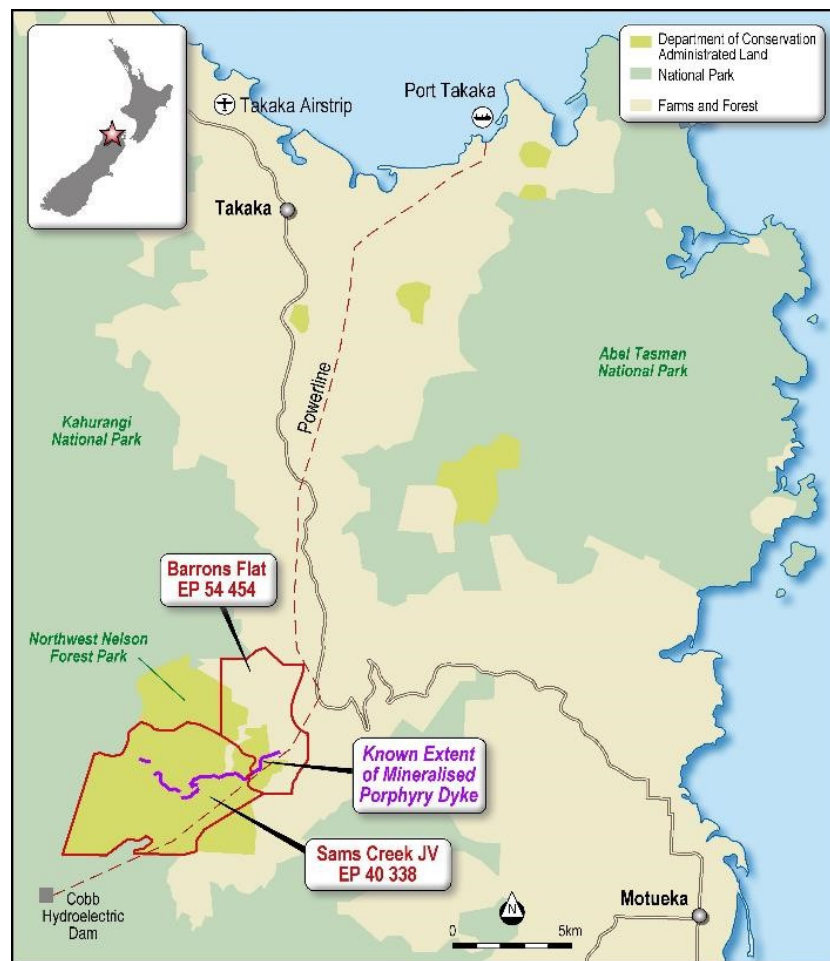 Department of Conservation
Administrated Land
National Park
Farms and Forest
Takaka Airstrip
Port Takaka
Takaka
Powerline
Abel Tasman
National Park
Kahurangi
National Park
Barrons Flat
EP 54 454
Northwest Nelson
Forest Park
Known Extent
of Mineralised
Porphyry Dyke
Sams Creek JV
EP 40 338
Cobb
Hydroelectric
Dam
N
0
5km
Motueka